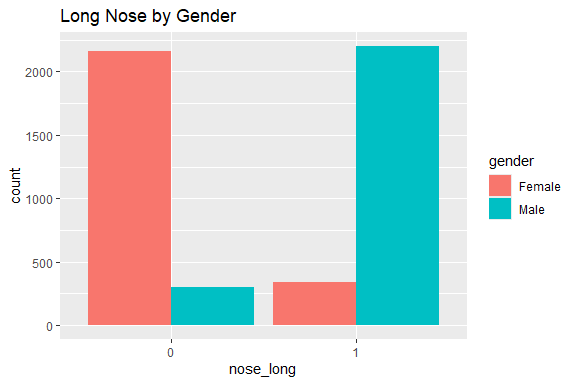 Long Nose by Gender
2000
1500
1000
500
0
count
0
1
nose_long
gender
Female
Male